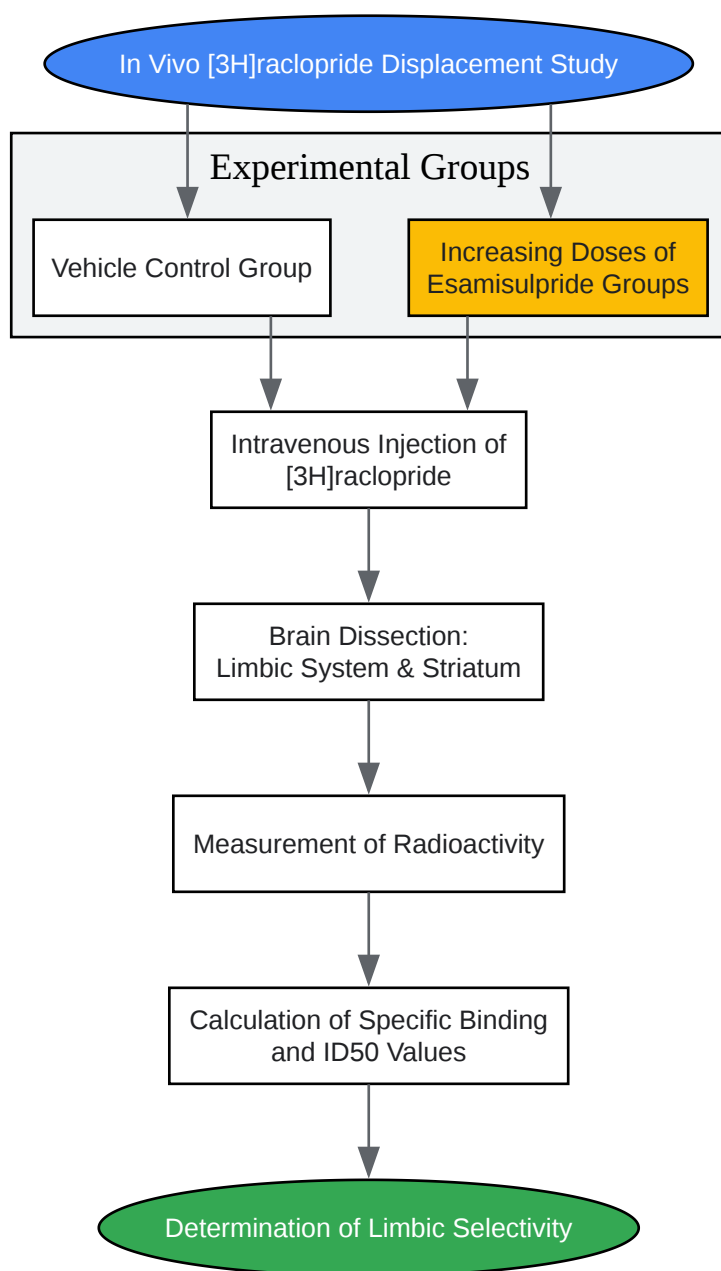 In Vivo [3H]raclopride Displacement Study
Experimental Groups
Vehicle Control Group
Increasing Doses of
Esamisulpride Groups
Intravenous Injection of
[3H]raclopride
Brain Dissection:
Limbic System & Striatum
Measurement of Radioactivity
Calculation of Specific Binding
and ID50 Values
Determination of Limbic Selectivity